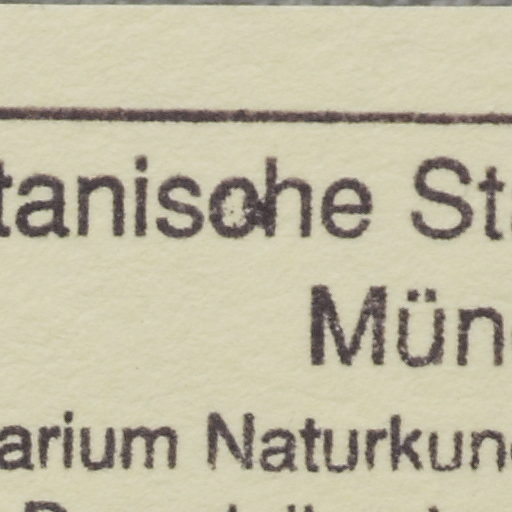 tanische St
Mün
arium Naturkun